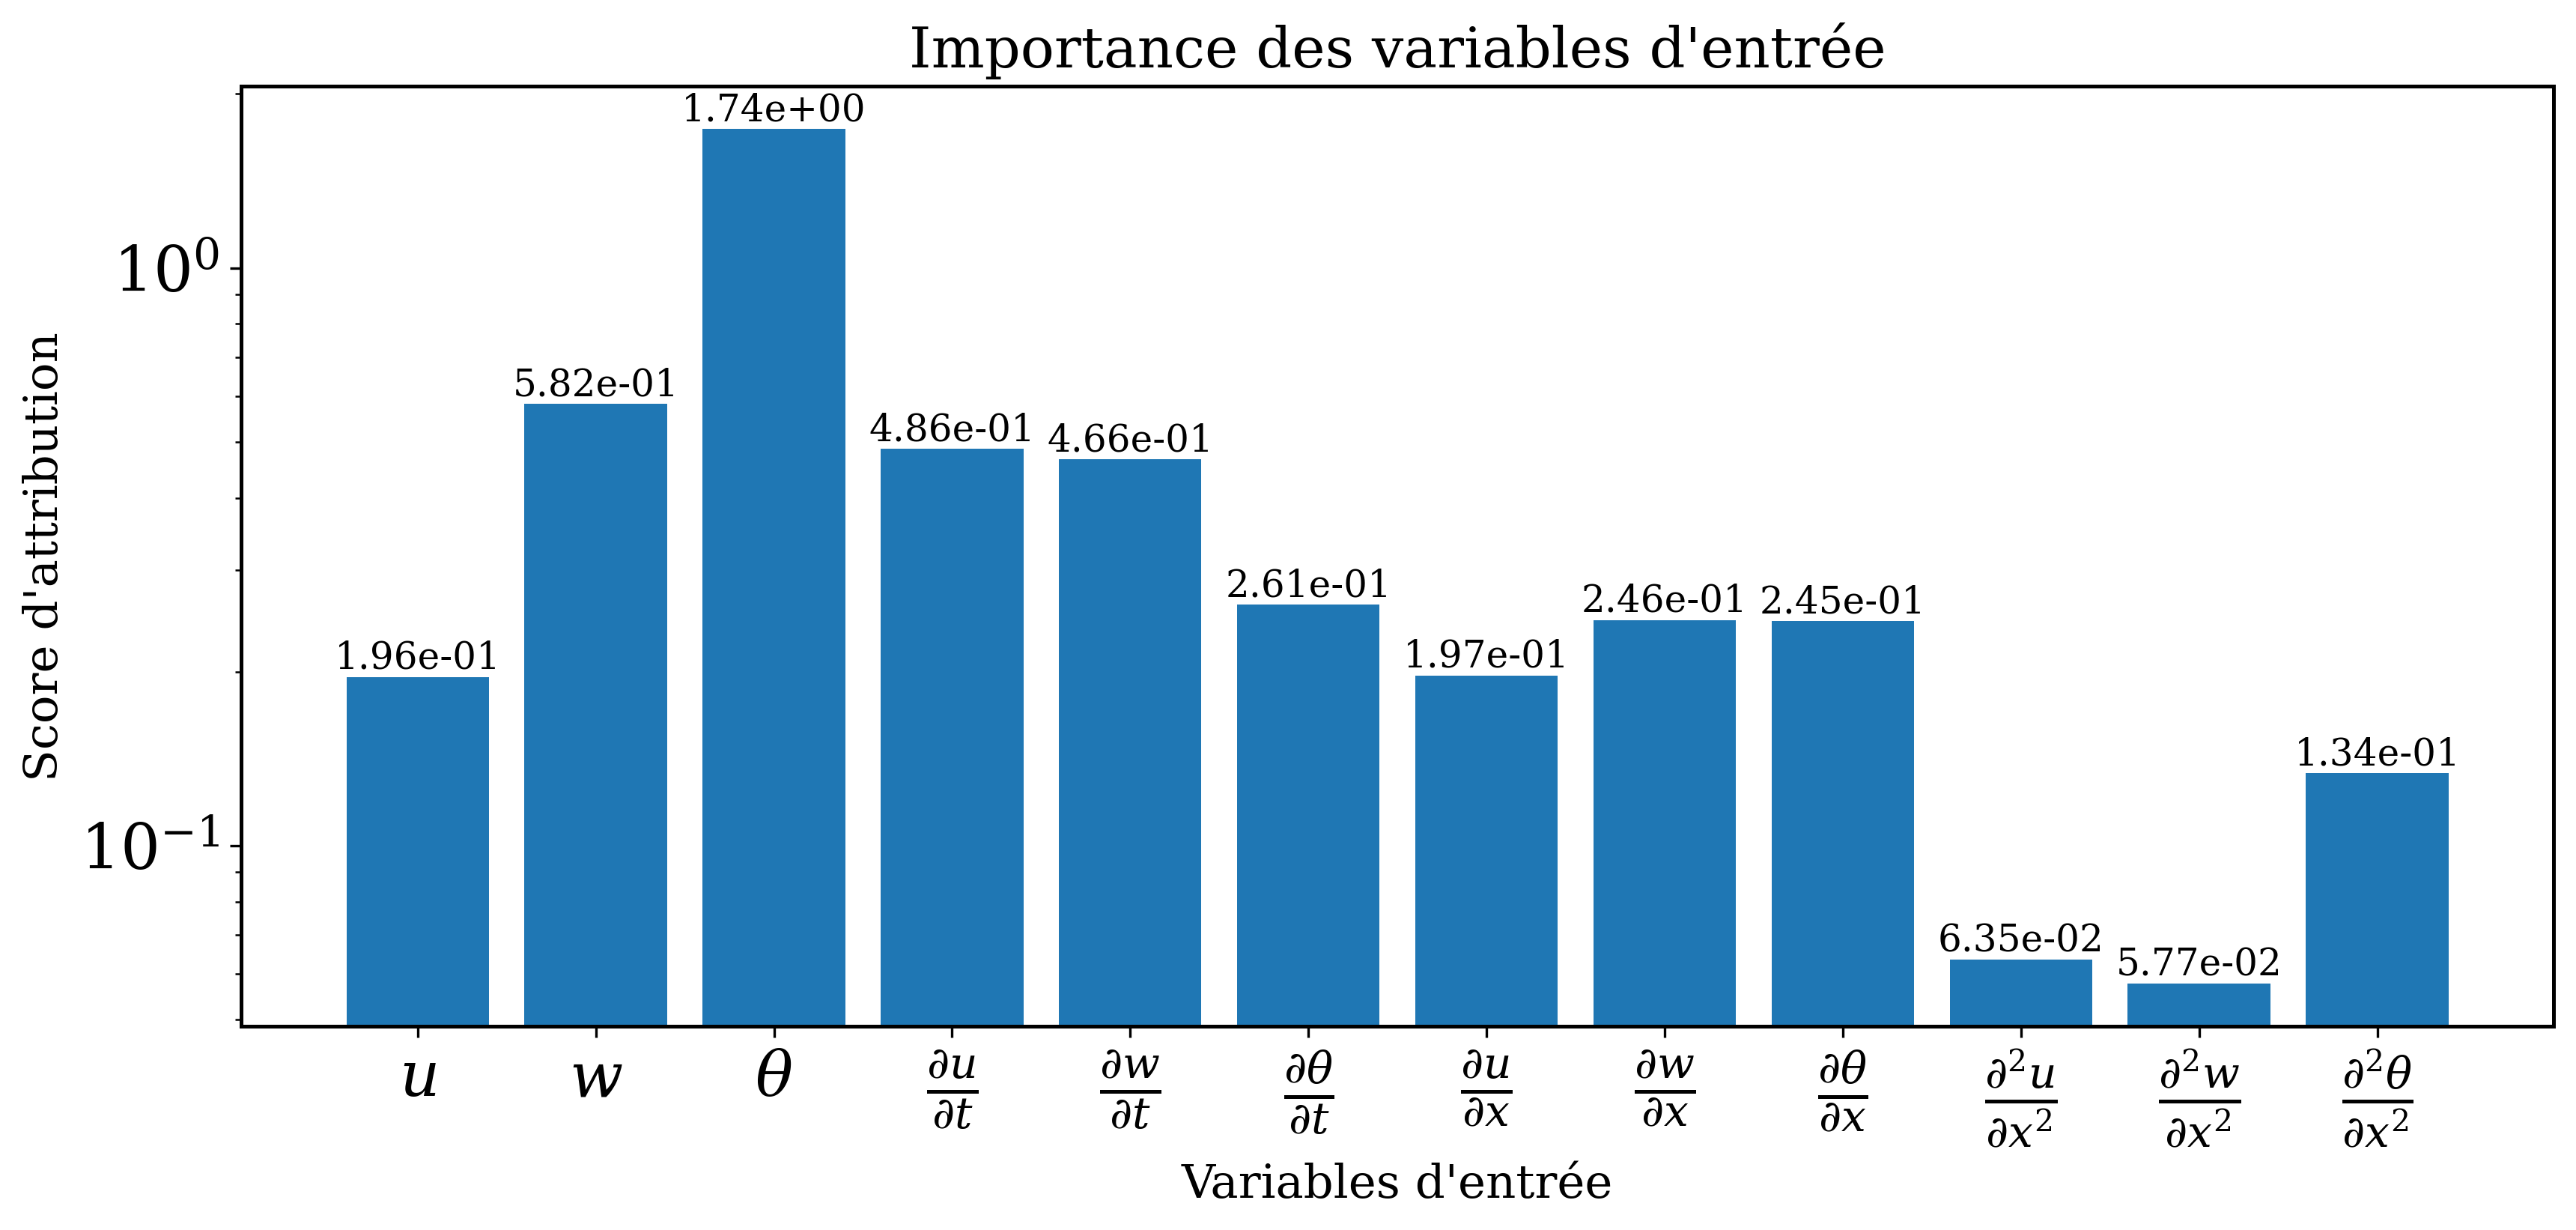 Importance des variables d'entrée
Score d'attribution
10⁰
10⁻¹
1.96e-01
5.82e-01
1.74e+00
4.86e-01
4.66e-01
2.61e-01
1.97e-01
2.46e-01
2.45e-01
6.35e-02
5.77e-02
1.34e-01
u
w
θ
∂u/∂t
∂w/∂t
∂θ/∂t
∂u/∂x
∂w/∂x
∂θ/∂x
∂²u/∂x²
∂²w/∂x²
∂²θ/∂x²
Variables d'entrée